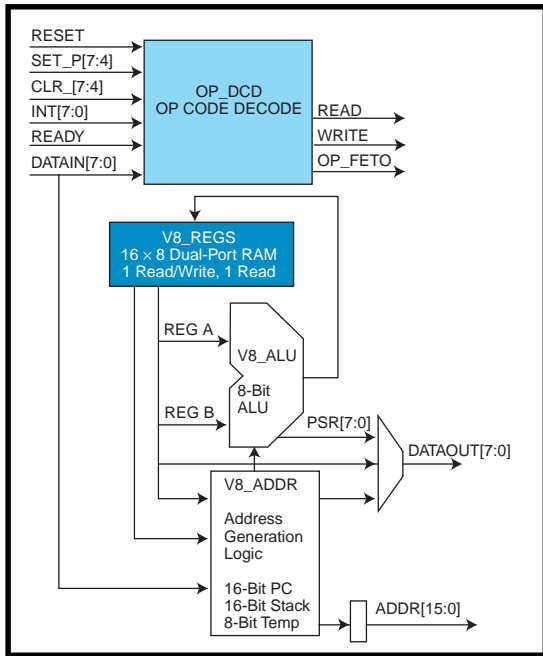 RESET
SET_P[7:4]
CLR_[7:4]
INT[7:0]
READY
DATAIN[7:0]
OP_DCD
OP CODE DECODE
READ
WRITE
OP_FETO
V8_REGS
16 × 8 Dual-Port RAM
1 Read/Write, 1 Read
REG A
V8_ALU
8-Bit
ALU
REG B
PSR[7:0]
DATAOUT[7:0]
V8_ADDR
Address
Generation
Logic
16-Bit PC
16-Bit Stack
8-Bit Temp
ADDR[15:0]